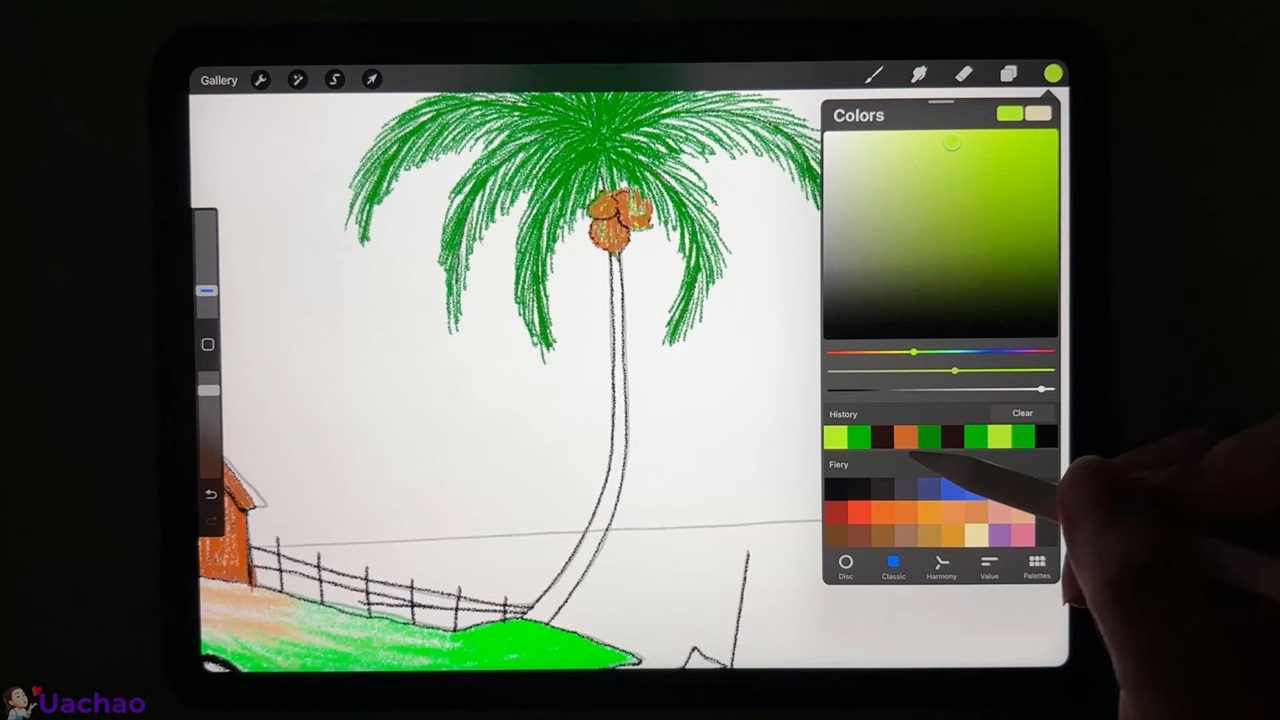 Gallery
Colors
History
Clear
Fiery
Disc
Classic
Harmony
Value
Palettes
Uachao